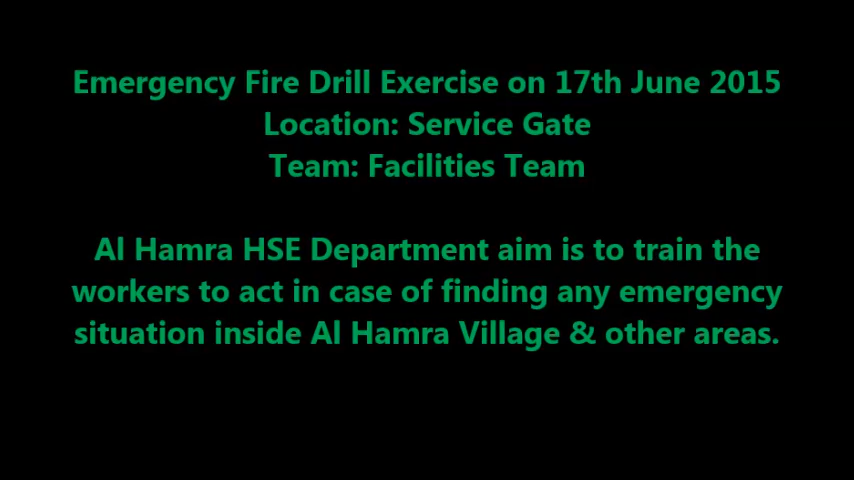 Emergency Fire Drill Exercise on 17th June 2015
Location: Service Gate
Team: Facilities Team
Al Hamra HSE Department aim is to train the
workers to act in case of finding any emergency
situation inside Al Hamra Village & other areas.